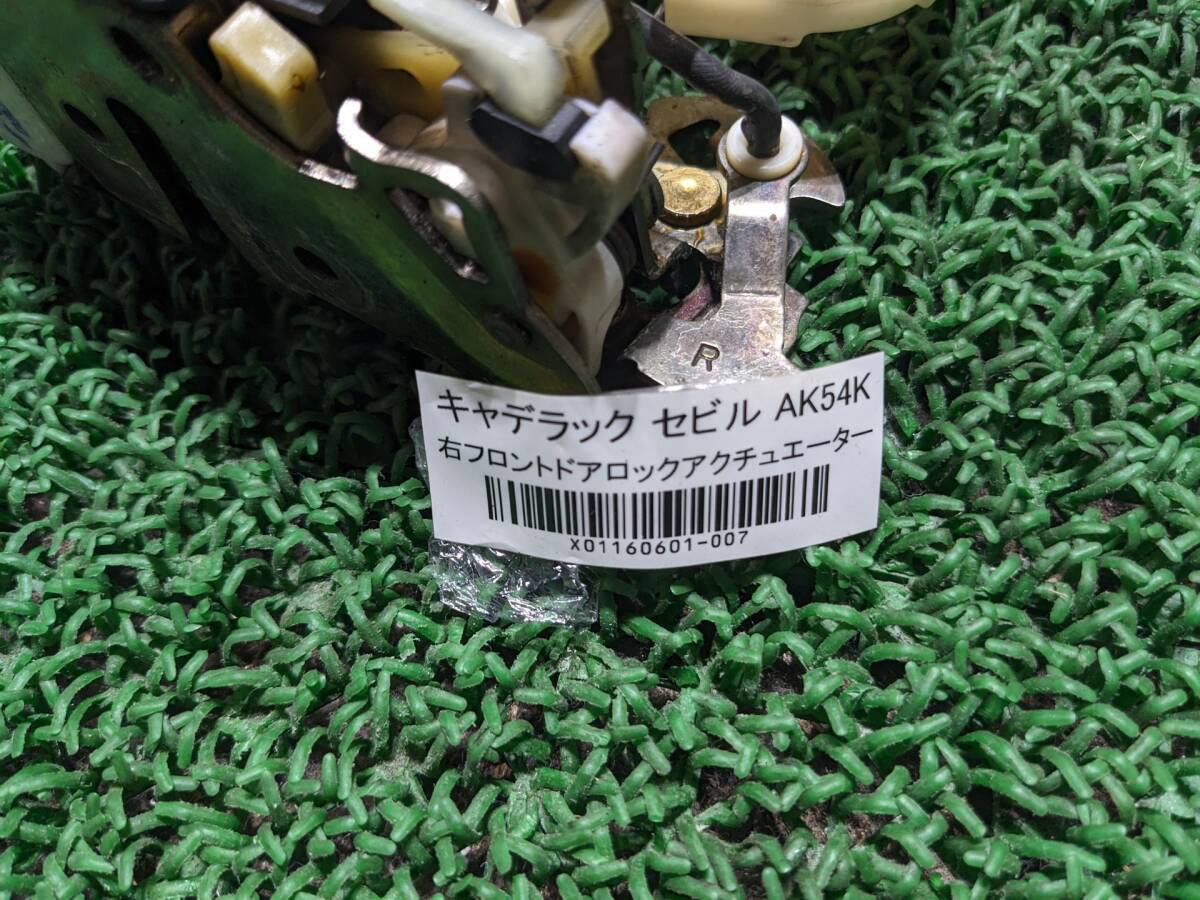 R
キャデラック セビル AK54K
右フロントドアロックアクチュエーター
X01160601-007